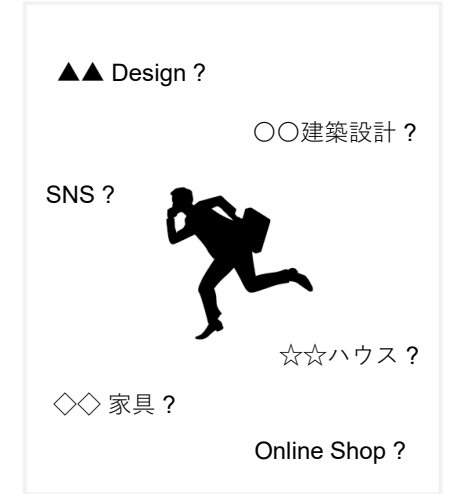 ▲▲ Design ?
〇〇建築設計 ?
SNS ?
☆☆ハウス ?
◇◇ 家具 ?
Online Shop ?